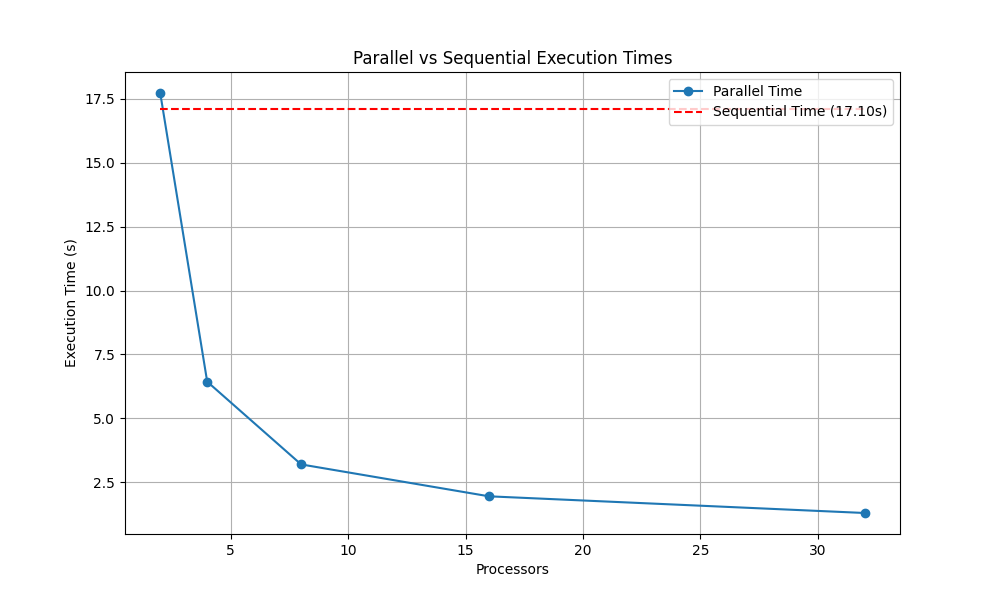 Parallel vs Sequential Execution Times
Parallel Time
Sequential Time (17.10s)
Execution Time (s)
17.5
15.0
12.5
10.0
7.5
5.0
2.5
5 10 15 20 25 30
Processors